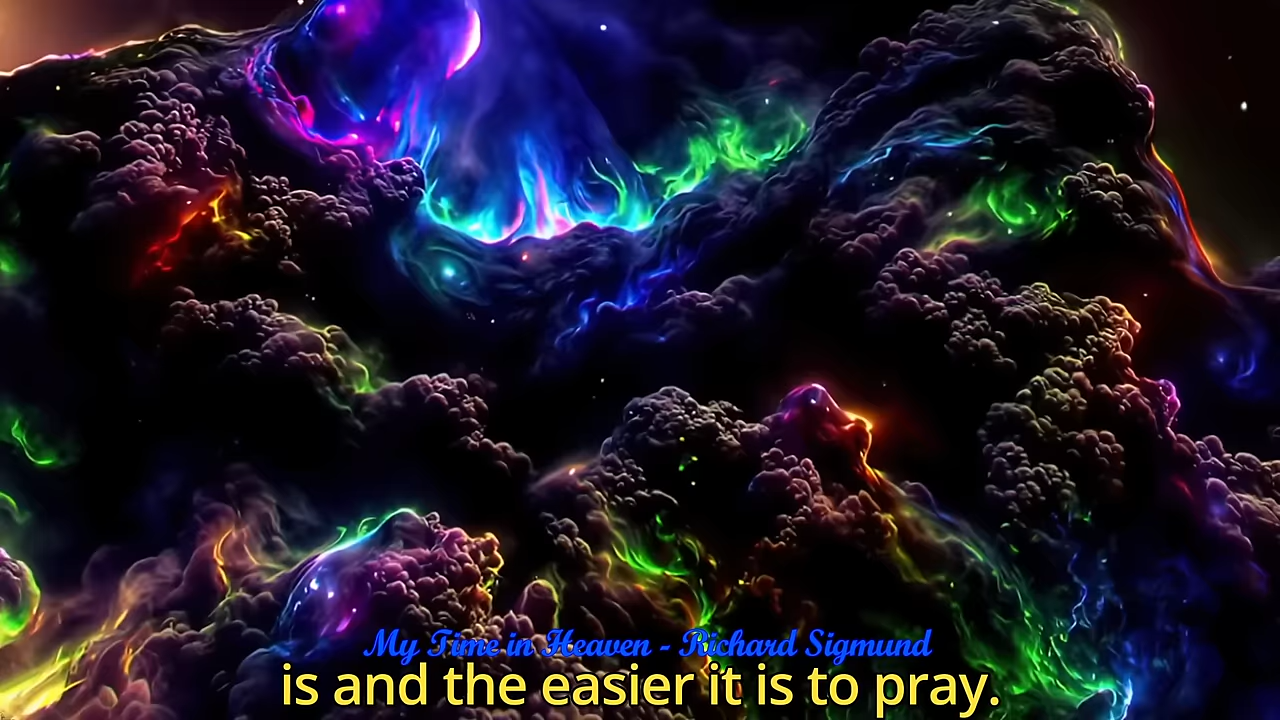 My Time in Heaven - Richard Sigmund
is and the easier it is to pray.